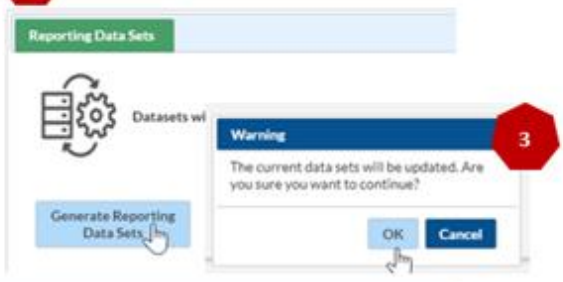 Reporting Data Sets
Datasets wi
Warning
3
The current data sets will be updated. Are
you sure you want to continue?
Generate Reporting
Data Sets
OK
Cancel